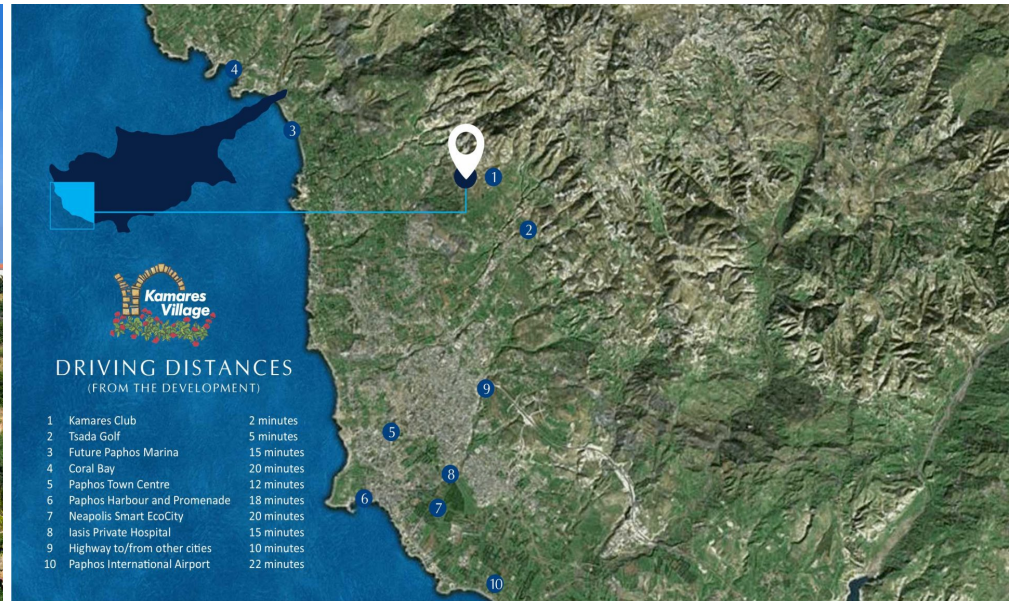 4
3
1
2
Kamares
Village
DRIVING DISTANCES
(FROM THE DEVELOPMENT)
1 Kamares Club 2 minutes
2 Tsada Golf 5 minutes
3 Future Paphos Marina 15 minutes
4 Coral Bay 20 minutes
5 Paphos Town Centre 12 minutes
6 Paphos Harbour and Promenade 18 minutes
7 Neapolis Smart EcoCity 20 minutes
8 Iasis Private Hospital 15 minutes
9 Highway to/from other cities 10 minutes
10 Paphos International Airport 22 minutes
9
5
8
6
7
10